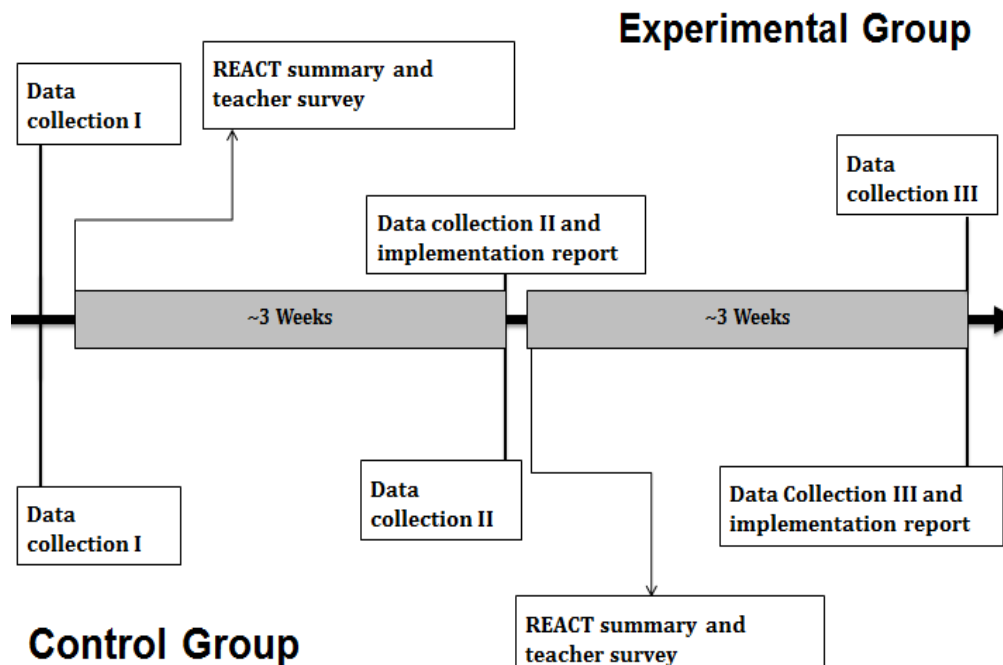 Experimental Group
REACT summary and
teacher survey
Data
collection I
Data
collection III
Data collection II and
implementation report
~3 Weeks
~3 Weeks
Data
collection I
Data
collection II
Data Collection III and
implementation report
REACT summary and
teacher survey
Control Group